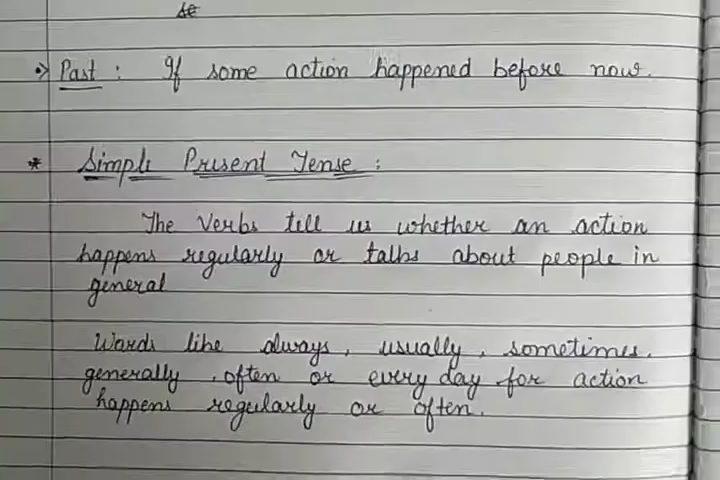 se
-> Past : If some action happened before now.
* Simple Present Tense :
The Verbs tell us whether an action
happens regularly or talks about people in
general
Words like always, usually, sometimes,
generally, often or every day for action
happens regularly or often.